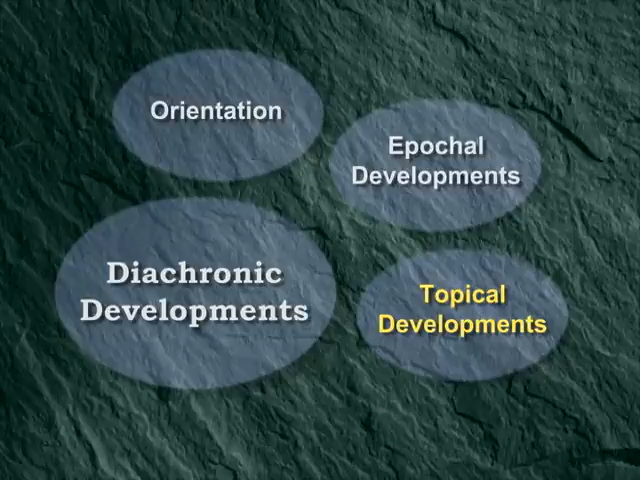 Orientation
Epochal
Developments
Diachronic
Developments
Topical
Developments